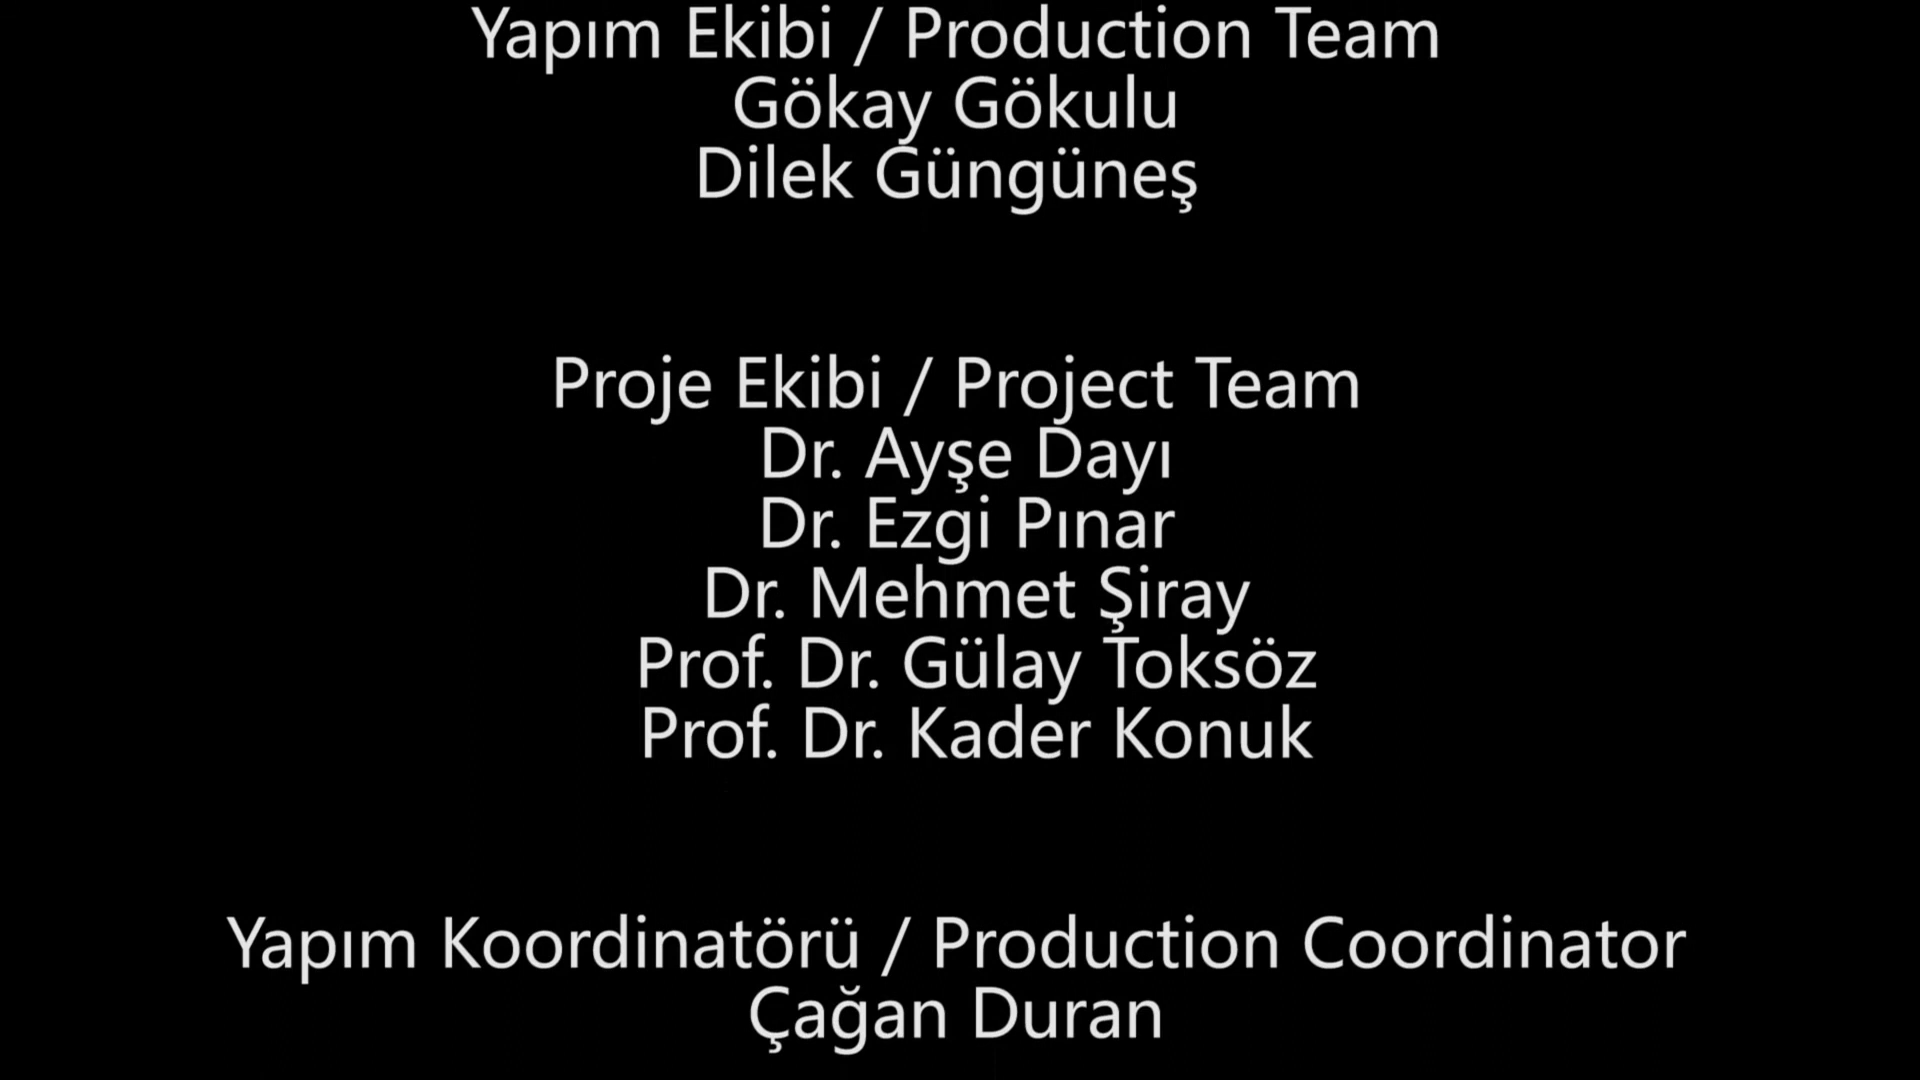 Yapım Ekibi / Production Team
Gökay Gökulu
Dilek Güngüneş
Proje Ekibi / Project Team
Dr. Ayşe Dayı
Dr. Ezgi Pınar
Dr. Mehmet Şiray
Prof. Dr. Gülay Toksöz
Prof. Dr. Kader Konuk
Yapım Koordinatörü / Production Coordinator
Çağan Duran